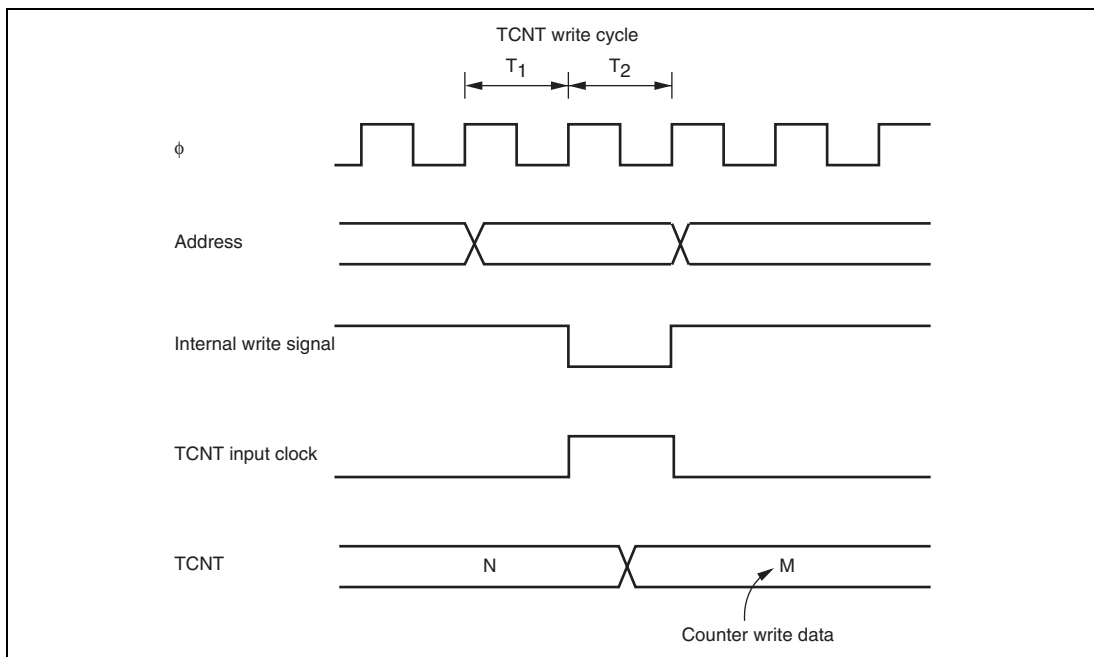 TCNT write cycle
T1 T2
ϕ
Address
Internal write signal
TCNT input clock
TCNT N M
Counter write data